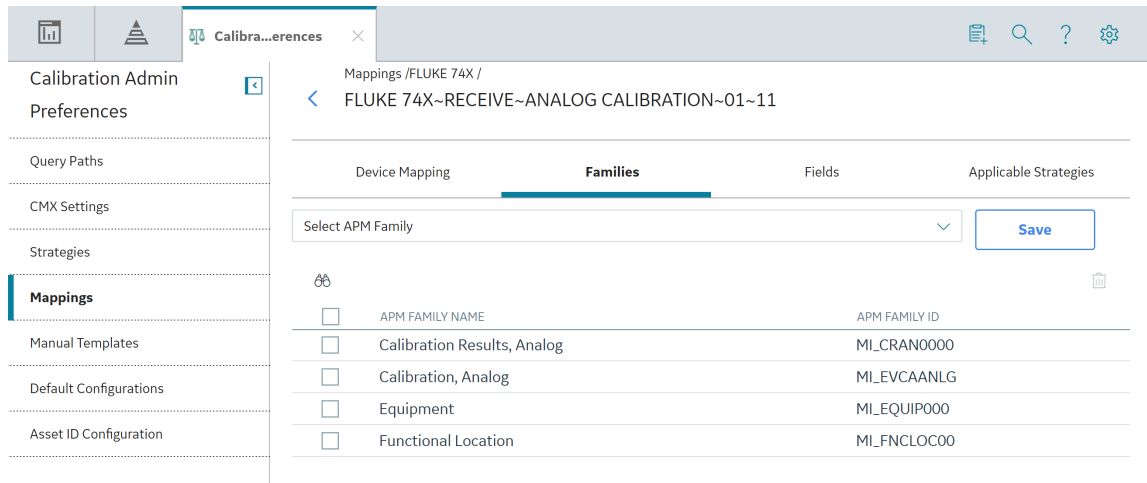 Calibra...erences
Calibration Admin
Preferences
Query Paths
CMX Settings
Strategies
Mappings
Manual Templates
Default Configurations
Asset ID Configuration
Mappings /FLUKE 74X /
FLUKE 74X~RECEIVE~ANALOG CALIBRATION~01~11
Device Mapping Families Fields Applicable Strategies
Select APM Family Save
APM FAMILY NAME APM FAMILY ID
Calibration Results, Analog MI_CRAN0000
Calibration, Analog MI_EVCAANLG
Equipment MI_EQUIP000
Functional Location MI_FNCLOC00